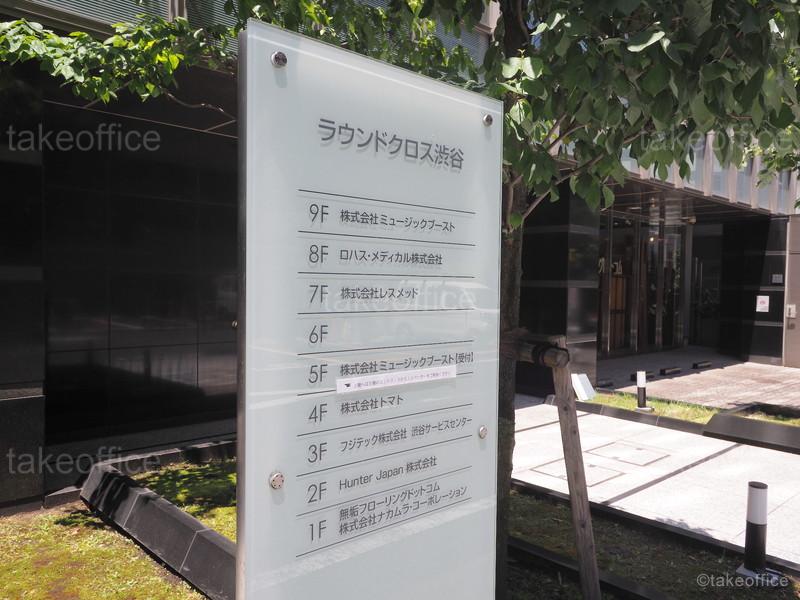 takeoffice
takeoffice
ラウンドクロス渋谷
9F 株式会社 ミュージックブースト
8F ロハス・メディカル株式会社
7F 株式会社レスメッド
takeoffice
6F
5F 株式会社 ミュージックブースト【受付】
4F 株式会社トマト
3F フジテック株式会社 渋谷サービスセンター
2F Hunter Japan 株式会社
1F 無垢フローリングドットコム
株式会社ナカムラ・コーポレーション
takeoffice
takeoffice
©takeoffice